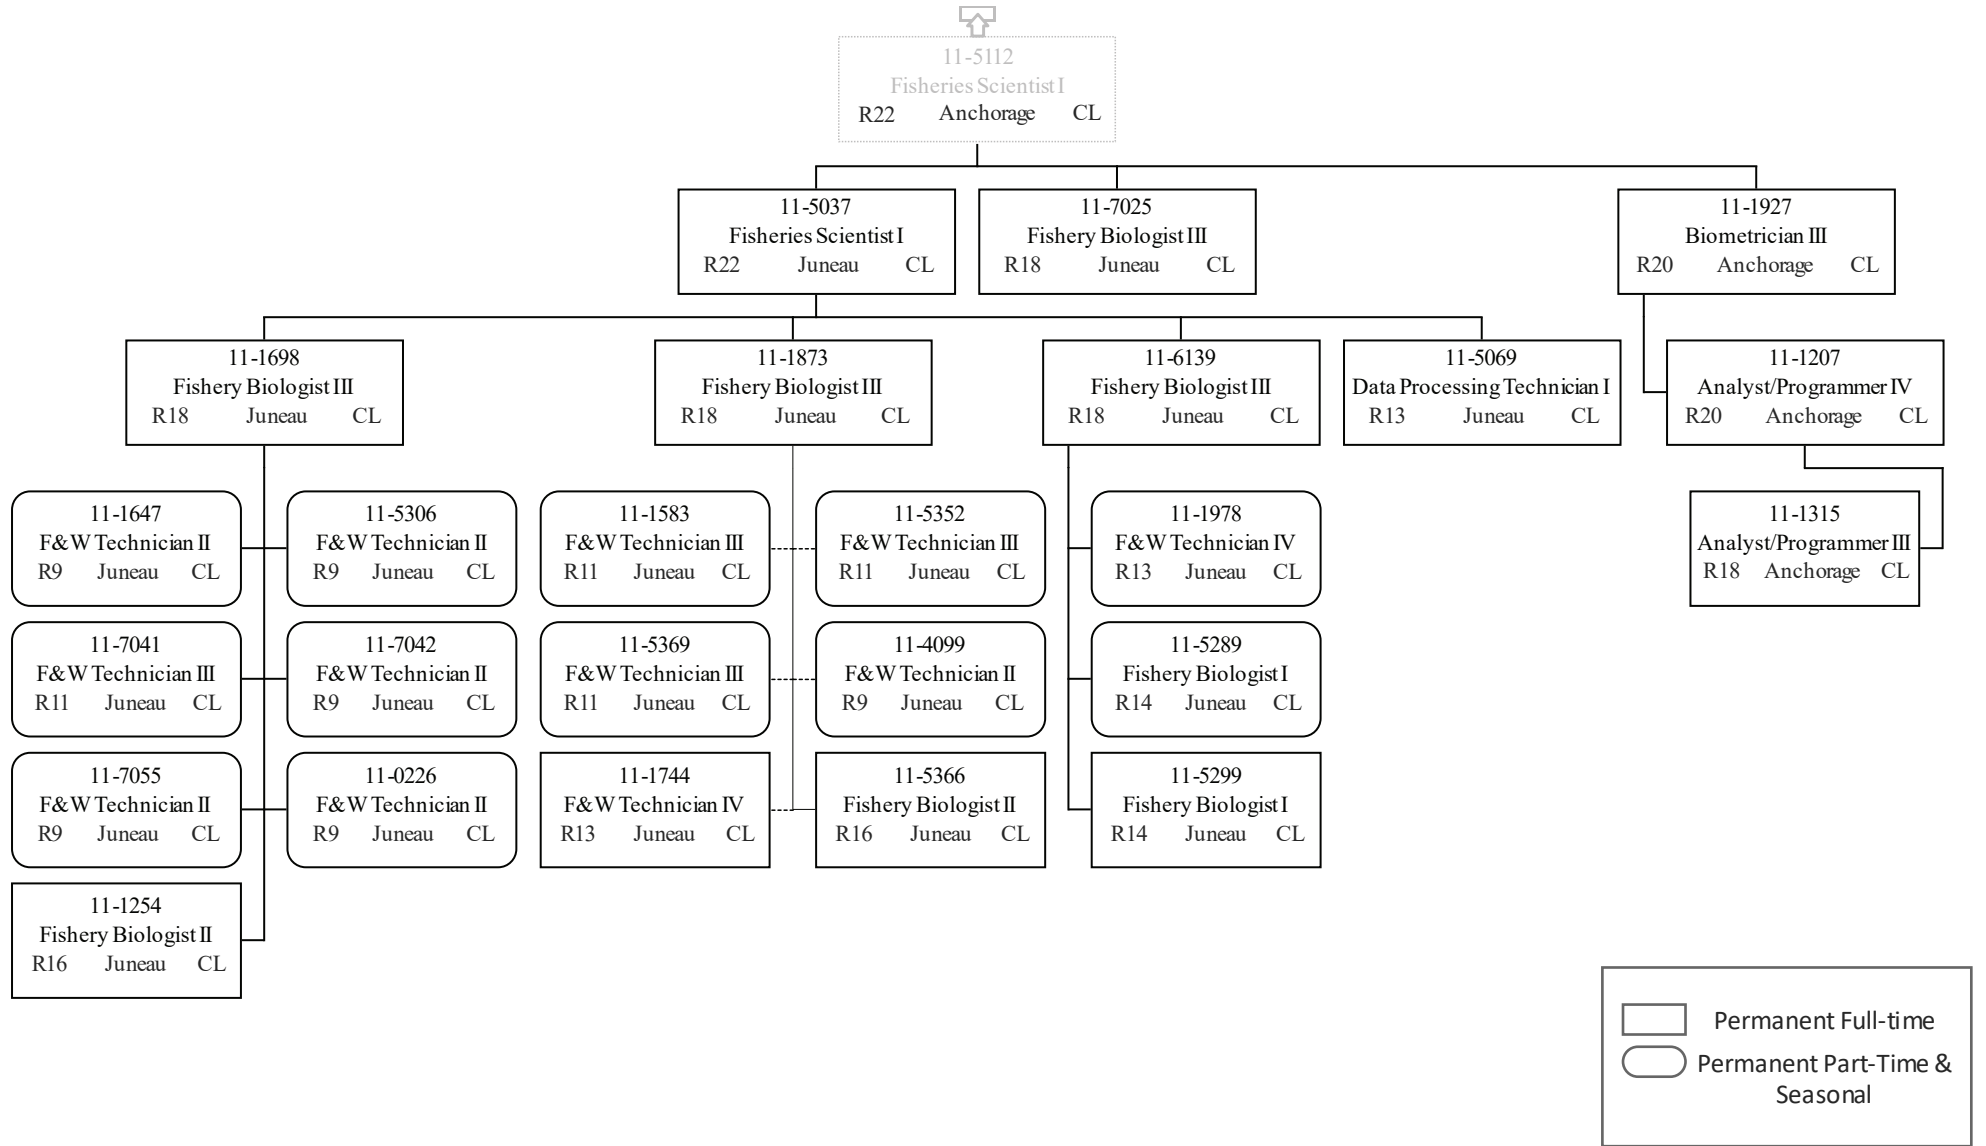 11-5112
Fisheries Scientist I
R22 Anchorage CL
11-5037
Fisheries Scientist I
R22 Juneau CL
11-7025
Fishery Biologist III
R18 Juneau CL
11-1927
Biometrician III
R20 Anchorage CL
11-1698
Fishery Biologist III
R18 Juneau CL
11-1873
Fishery Biologist III
R18 Juneau CL
11-6139
Fishery Biologist III
R18 Juneau CL
11-5069
Data Processing Technician I
R13 Juneau CL
11-1207
Analyst/Programmer IV
R20 Anchorage CL
11-1647
F&W Technician II
R9 Juneau CL
11-5306
F&W Technician II
R9 Juneau CL
11-1583
F&W Technician III
R11 Juneau CL
11-5352
F&W Technician III
R11 Juneau CL
11-1978
F&W Technician IV
R13 Juneau CL
11-1315
Analyst/Programmer III
R18 Anchorage CL
11-7041
F&W Technician III
R11 Juneau CL
11-7042
F&W Technician II
R9 Juneau CL
11-5369
F&W Technician III
R11 Juneau CL
11-4099
F&W Technician II
R9 Juneau CL
11-5289
Fishery Biologist I
R14 Juneau CL
11-7055
F&W Technician II
R9 Juneau CL
11-0226
F&W Technician II
R9 Juneau CL
11-1744
F&W Technician IV
R13 Juneau CL
11-5366
Fishery Biologist II
R16 Juneau CL
11-5299
Fishery Biologist I
R14 Juneau CL
11-1254
Fishery Biologist II
R16 Juneau CL
Permanent Full-time
Permanent Part-Time &
Seasonal